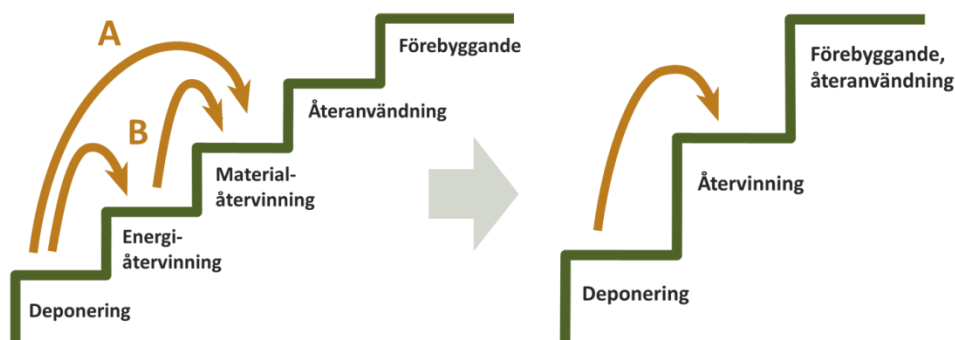 A
B
Förebyggande
Återanvändning
Material-
återvinning
Energi-
återvinning
Deponering
Förebyggande,
återanvändning
Återvinning
Deponering